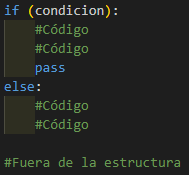 if (condicion):
    #Código
    #Código
    pass
else:
    #Código
    #Código

#Fuera de la estructura